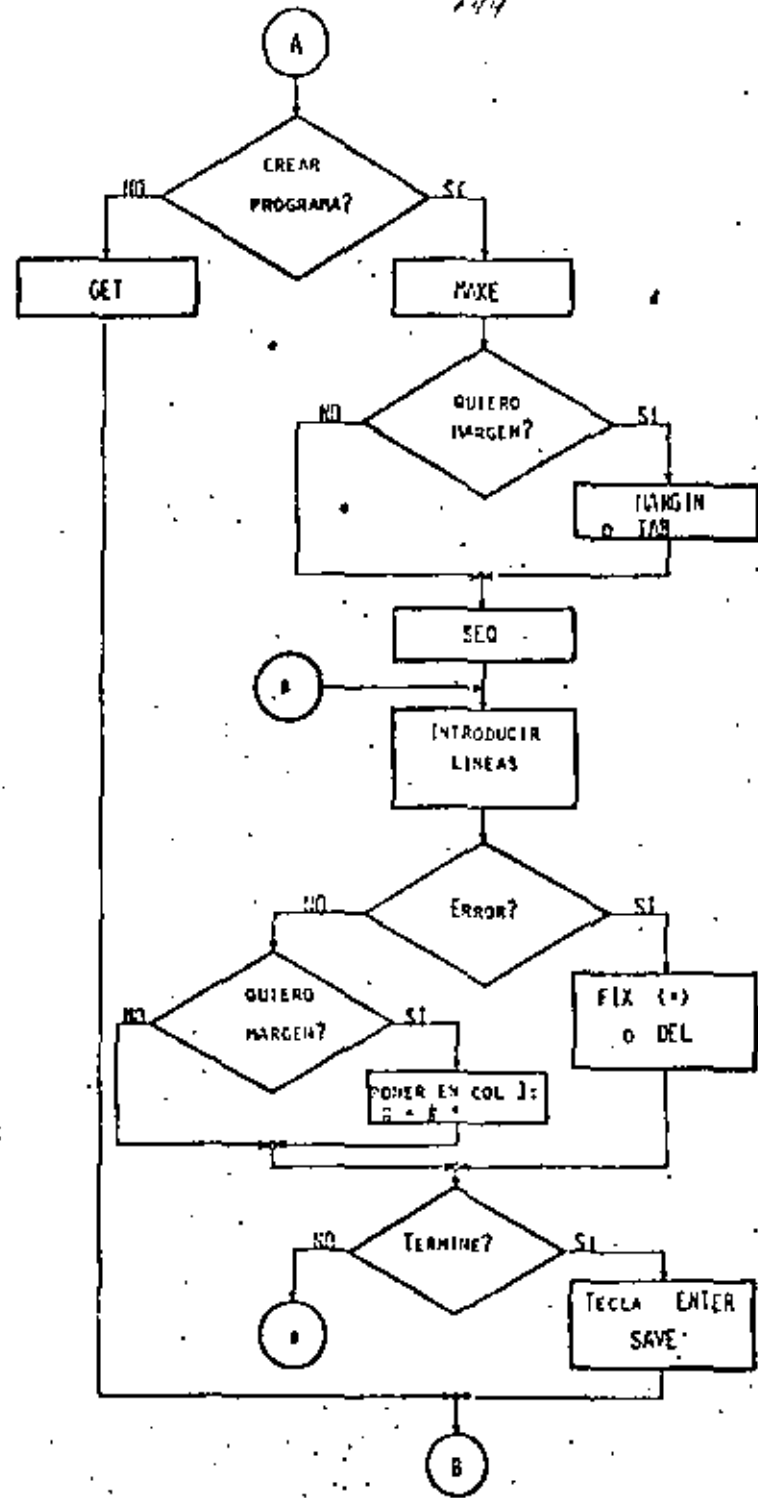 A
CREAR
PROGRAMA?
NO
SI
GET
MAKE
QUIERO
MARGEN?
NO
SI
MARGIN
O TAB
SEQ
INTRODUCIR
LINEAS
ERROR?
NO
SI
QUIERO
MARGEN?
NO
SI
FIX (*)
O DEL
PONER EN COL 1:
TERMINE?
NO
SI
TECLA ENTER
SAVE
B